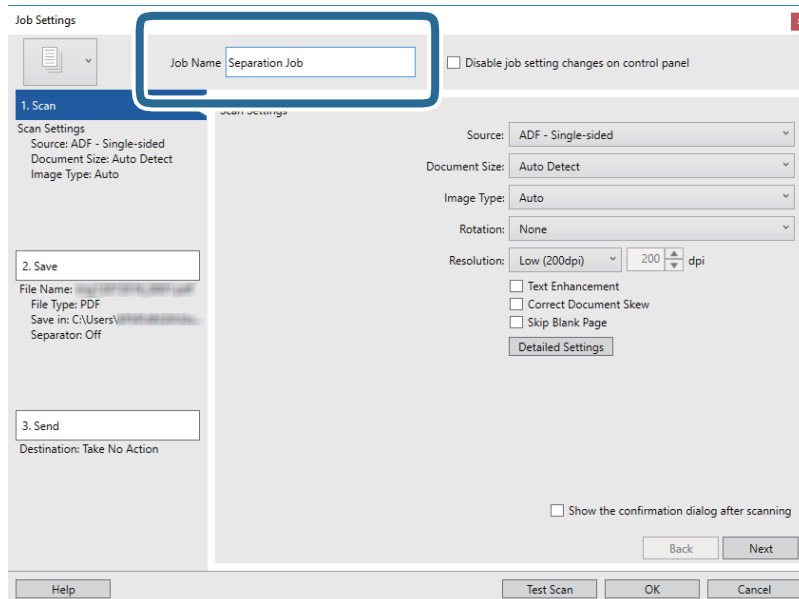 Job Settings
Job Name Separation Job
Disable job setting changes on control panel
1. Scan
Scan Settings
Source: ADF - Single-sided
Document Size: Auto Detect
Image Type: Auto
2. Save
File Name:
File Type: PDF
Save in: C:\Users\
Separator: Off
3. Send
Destination: Take No Action
Scan Settings
Source: ADF - Single-sided
Document Size: Auto Detect
Image Type: Auto
Rotation: None
Resolution: Low (200dpi) 200 dpi
Text Enhancement
Correct Document Skew
Skip Blank Page
Detailed Settings
Show the confirmation dialog after scanning
Back Next
Help Test Scan OK Cancel